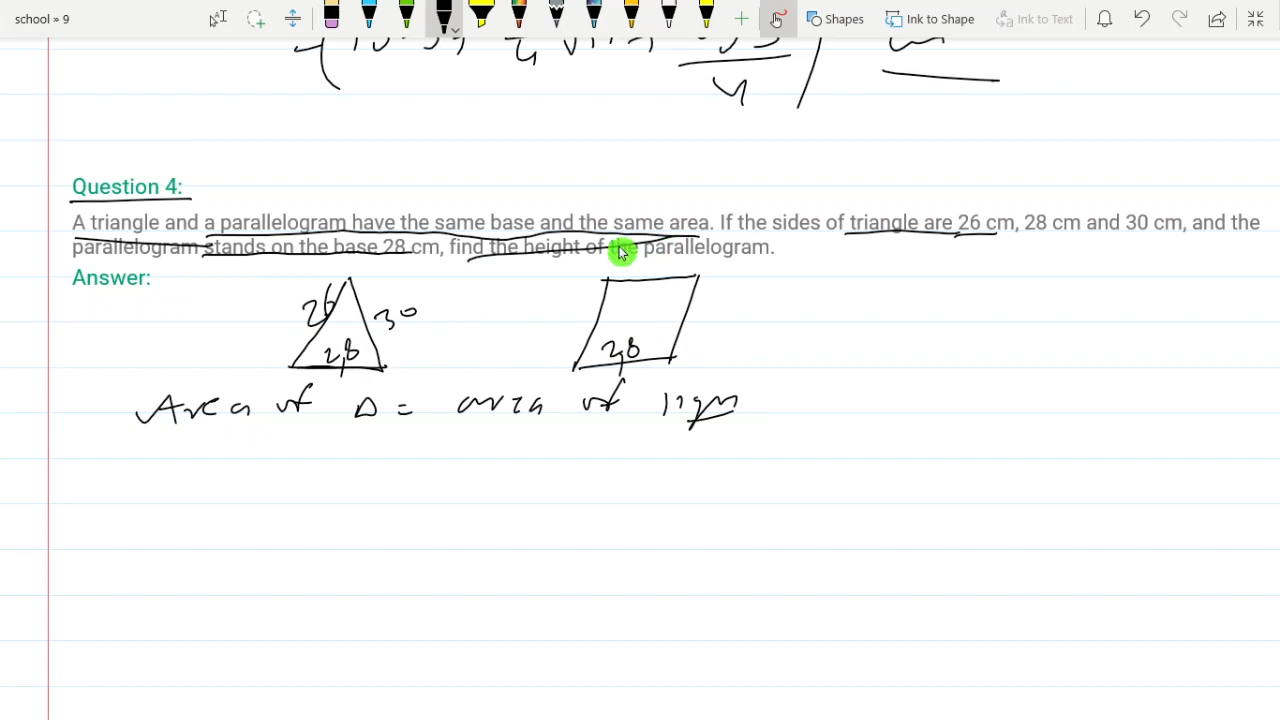 school » 9
Shapes
Ink to Shape
Ink to Text
4
Question 4:
A triangle and a parallelogram have the same base and the same area. If the sides of triangle are 26 cm, 28 cm and 30 cm, and the
parallelogram stands on the base 28 cm, find the height of the parallelogram.
Answer:
26 30
28 28
Area of Δ = area of ||gm